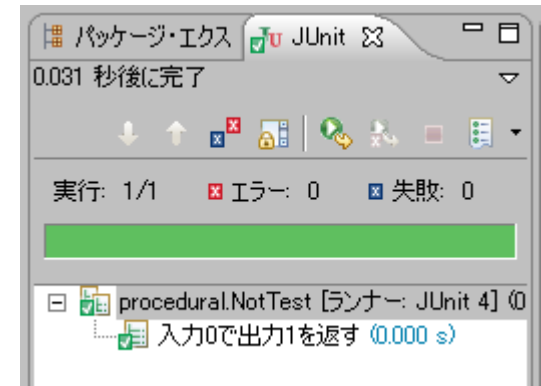 パッケージ・エクス JUnit
0.031 秒後に完了
実行: 1/1 エラー: 0 失敗: 0
procedural.NotTest [ランナー: JUnit 4] (0
入力0で出力1を返す (0.000 s)